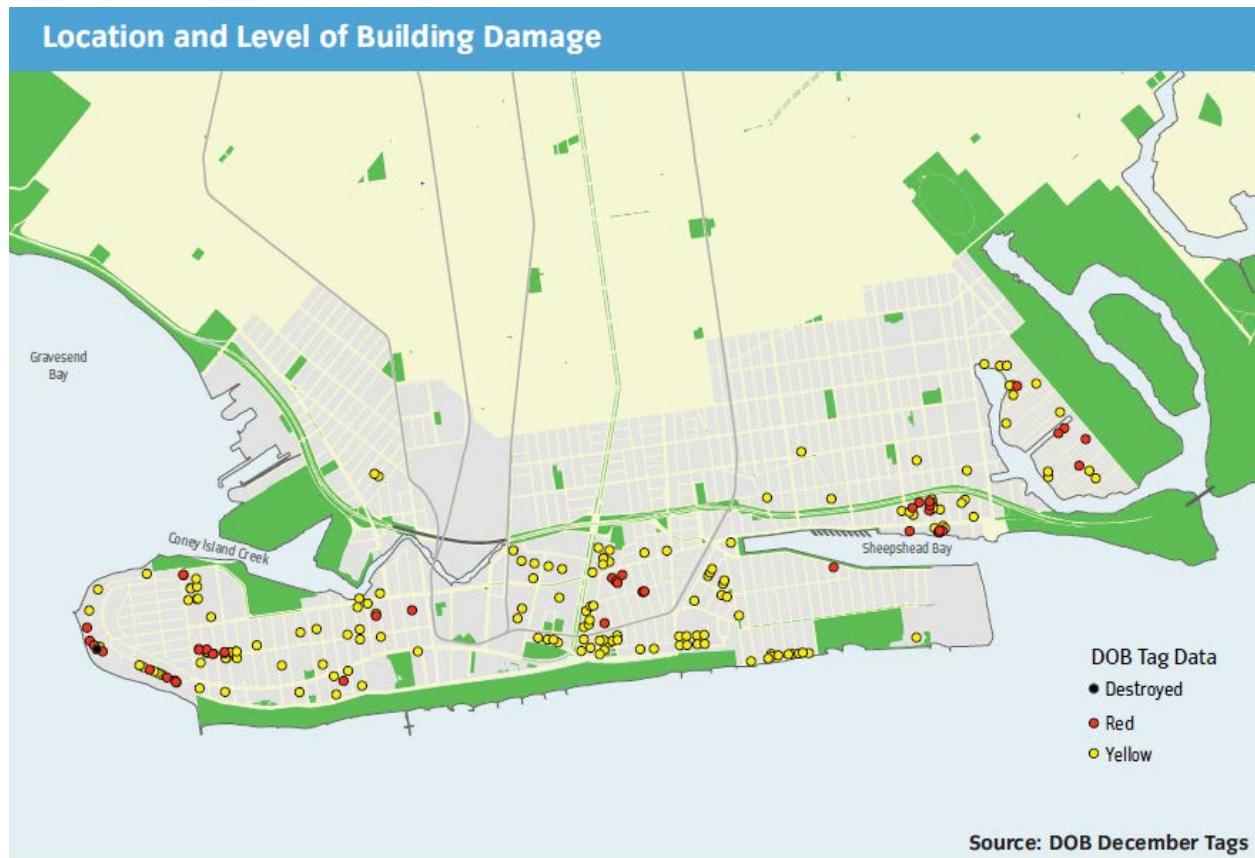 Location and Level of Building Damage
Gravesend
Bay
Coney Island Creek
Sheepshead Bay
DOB Tag Data
Destroyed
Red
Yellow
Source: DOB December Tags